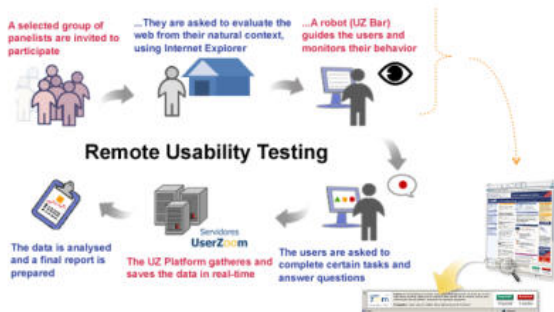 A selected group of
panelists are invited to
participate
...They are asked to evaluate the
web from their natural context,
using Internet Explorer
...A robot (UZ Bar)
guides the users and
monitors their behavior
Remote Usability Testing
The data is analysed
and a final report is
prepared
Servidores
UserZoom
The UZ Platform gatheres and
saves the data in real-time
The users are asked to
complete certain tasks and
answer questions